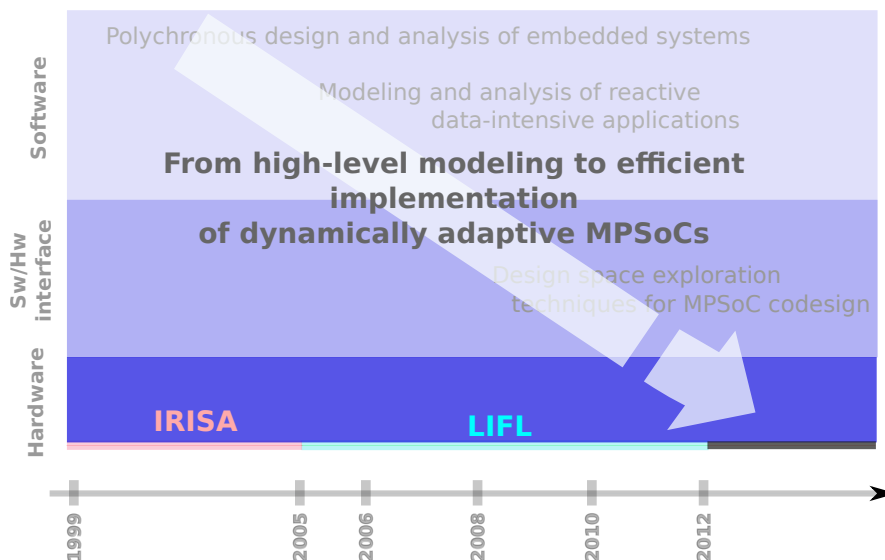 Polychronous design and analysis of embedded systems
Modeling and analysis of reactive
data-intensive applications
From high-level modeling to efficient
implementation
of dynamically adaptive MPSoCs
Design space exploration
techniques for MPSoC codesign
Software
Sw/Hw
interface
Hardware
IRISA
LIFL
1999
2005
2006
2008
2010
2012